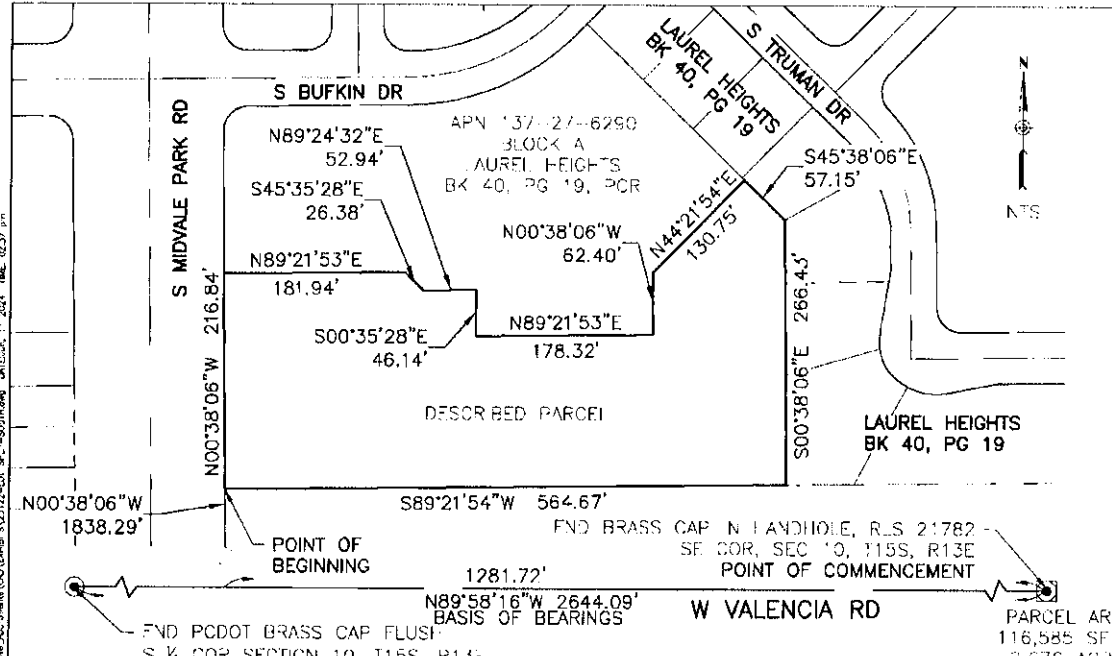 S BUFKIN DR
S MIDVALE PARK RD
LAUREL HEIGHTS
BK 40, PG 19
S TRUMAN DR
N
NTS
APN 137-27-6290
BLOCK A
LAUREL HEIGHTS
BK 40, PG 19, PCR
N89°24'32"E
52.94'
S45°35'28"E
26.38'
S45°38'06"E
57.15'
N44°21'54"E
130.75'
N00°38'06"W
62.40'
N89°21'53"E
181.94'
N00°38'06"W 216.84'
S00°35'28"E
46.14'
N89°21'53"E
178.32'
S00°38'06"E 266.43'
DESCRIBED PARCEL
LAUREL HEIGHTS
BK 40, PG 19
N00°38'06"W
1838.29'
S89°21'54"W 564.67'
POINT OF
BEGINNING
FND BRASS CAP IN HANDHOLE, RLS 21782
SE COR, SEC 10, T15S, R13E
POINT OF COMMENCEMENT
1281.72'
N89°58'16"W 2644.09'
BASIS OF BEARINGS
W VALENCIA RD
FND PCDOT BRASS CAP FLUSH
S ¼ COR SECTION 10, T15S, R13E
PARCEL AR
116,585 SF